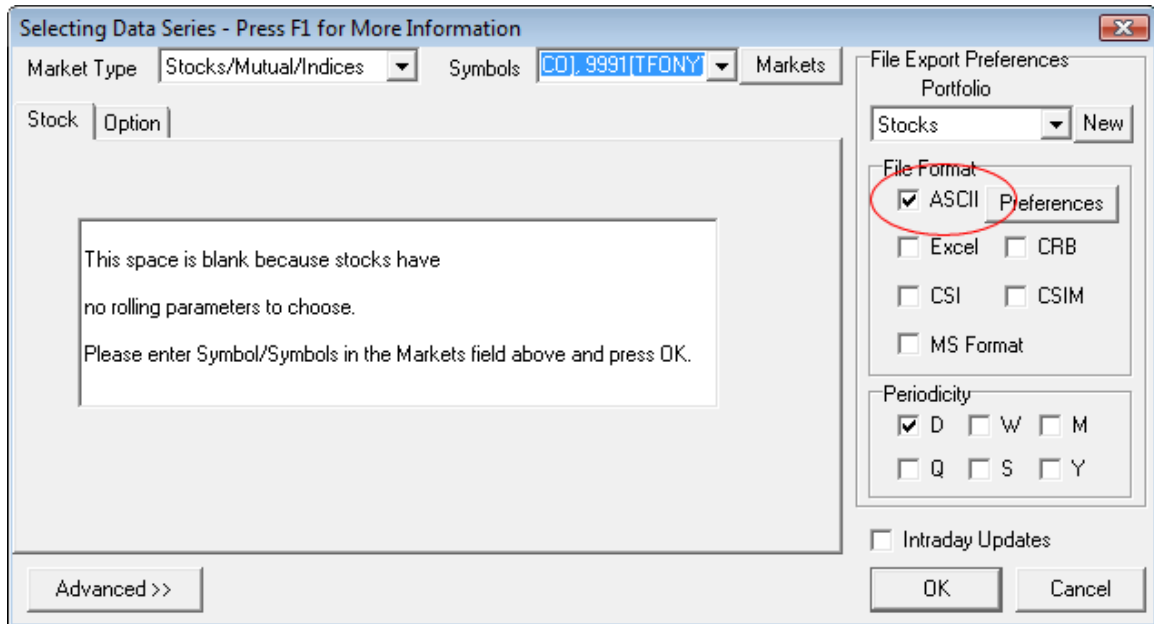 Selecting Data Series - Press F1 for More Information
Market Type Stocks/Mutual/Indices Symbols CO], 9991[TFONY] Markets
Stock Option
This space is blank because stocks have
no rolling parameters to choose.
Please enter Symbol/Symbols in the Markets field above and press OK.
Advanced >>
File Export Preferences
Portfolio
Stocks New
File Format
ASCII Preferences
Excel CRB
CSI CSIM
MS Format
Periodicity
D W M
Q S Y
Intraday Updates
OK Cancel